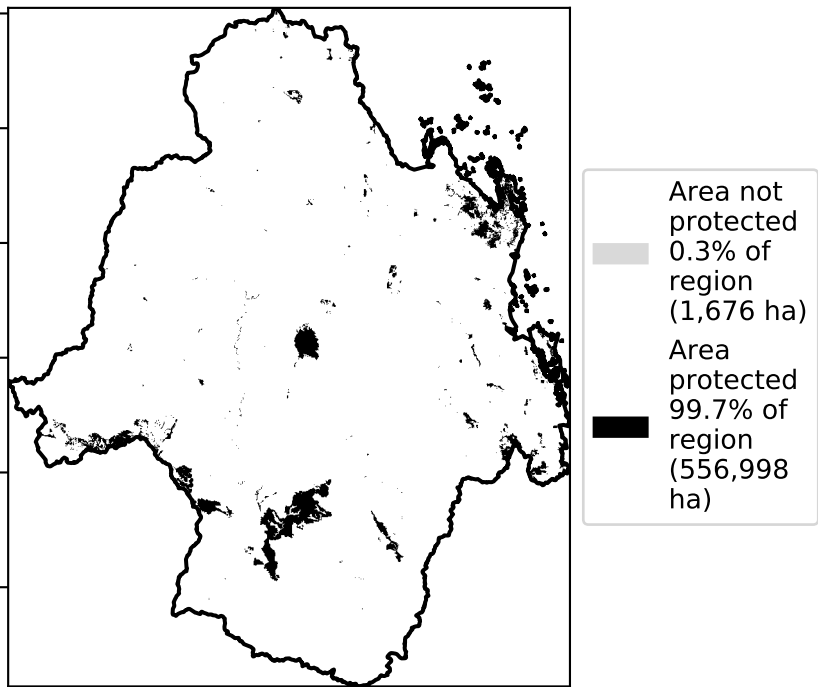 Area not
protected
0.3% of
region
(1,676 ha)
Area
protected
99.7% of
region
(556,998
ha)